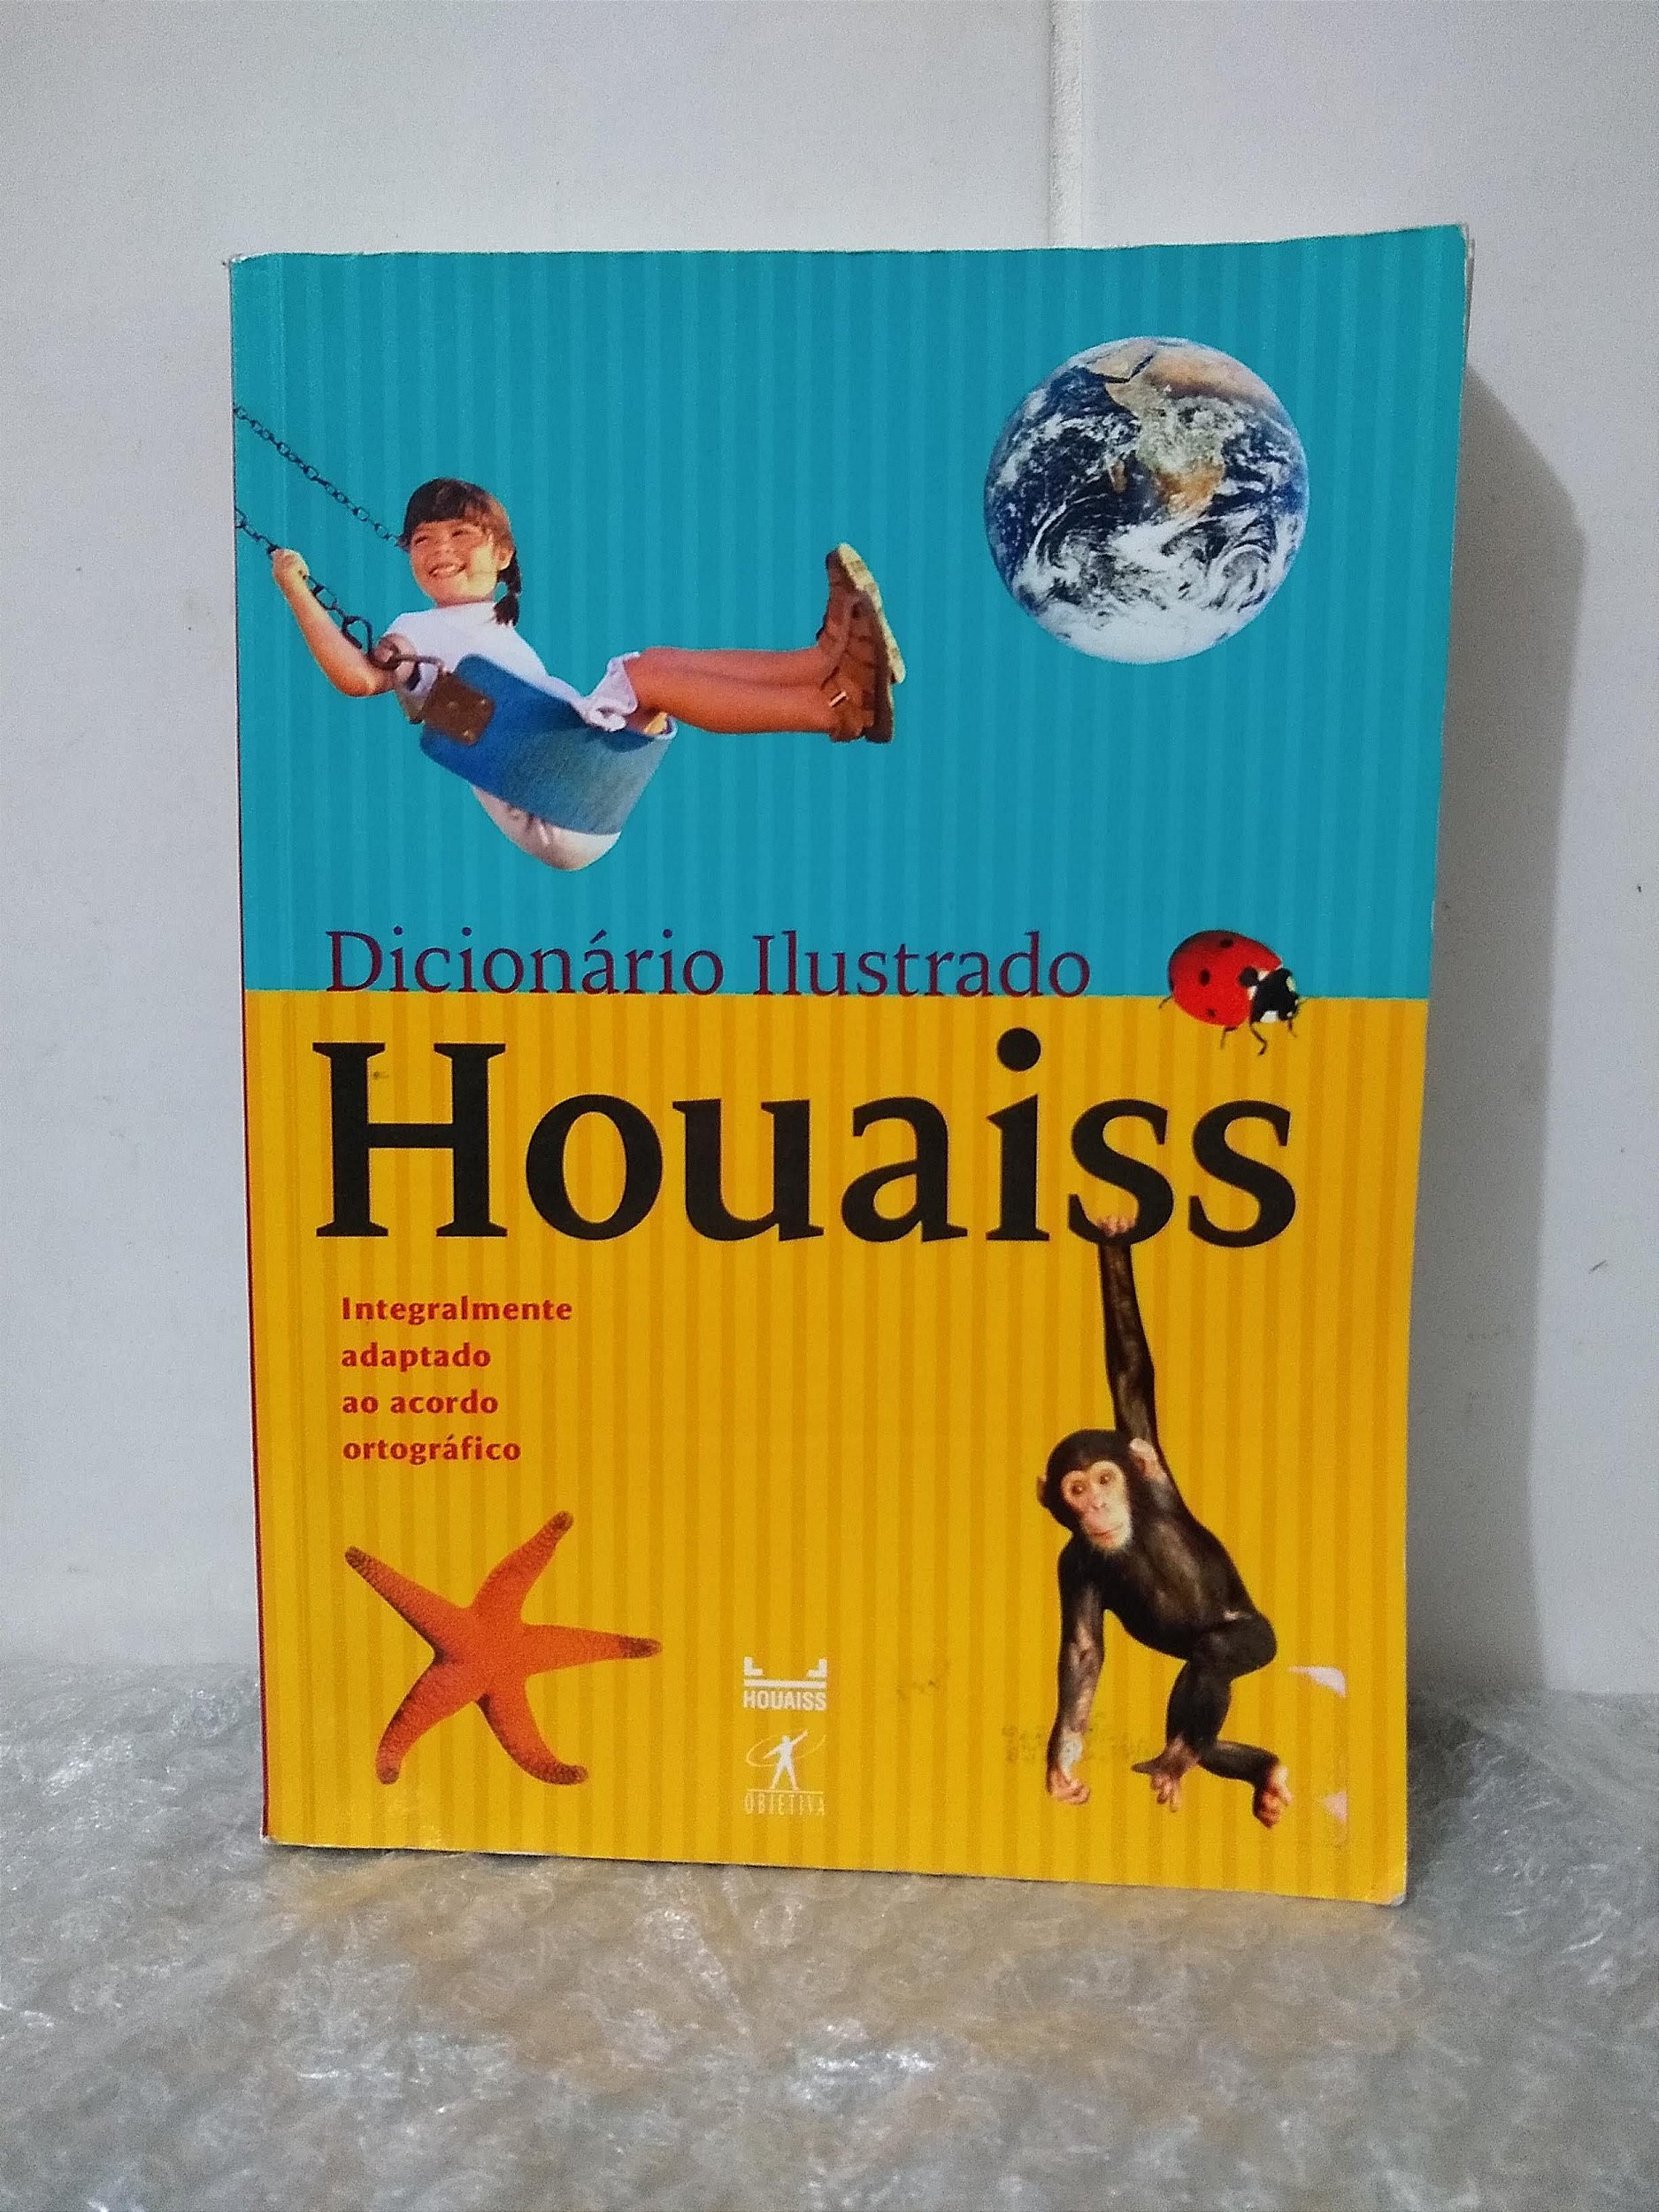 Dicionário Ilustrado
Houaiss
Integralmente
adaptado
ao acordo
ortográfico
HOUAISS
OBJETIVA